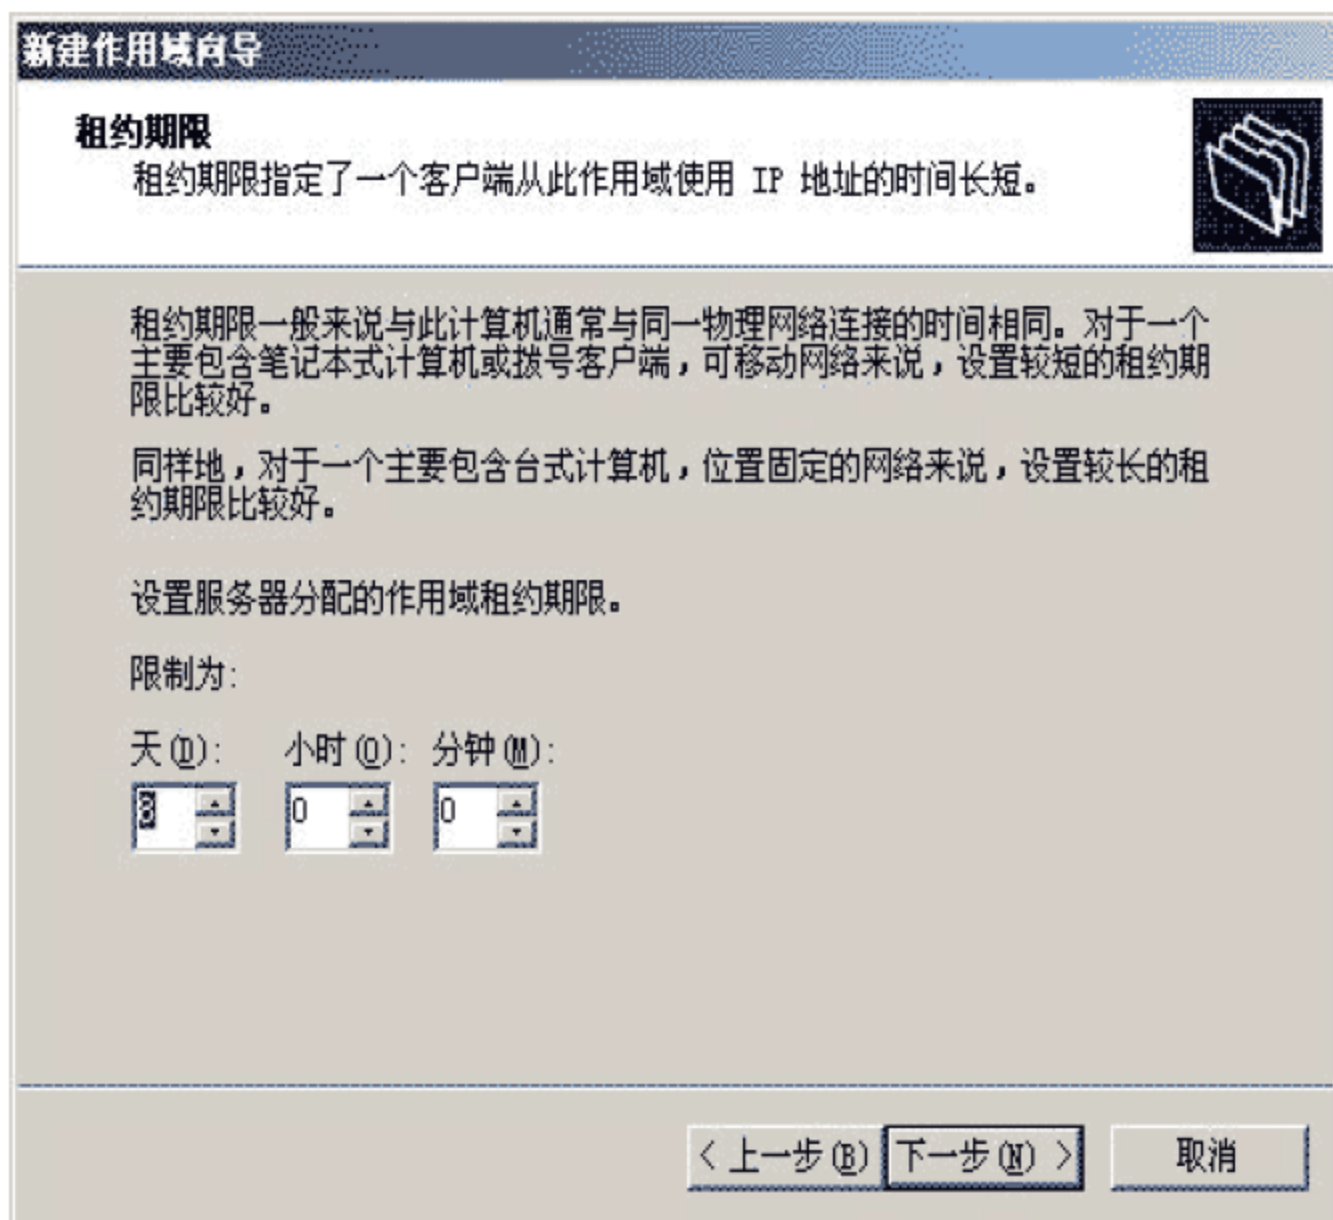 新建作用域向导
租约期限
租约期限指定了一个客户端从此作用域使用 IP 地址的时间长短。
租约期限一般来说与此计算机通常与同一物理网络连接的时间相同。对于一个
主要包含笔记本式计算机或拨号客户端，可移动网络来说，设置较短的租约期
限比较好。
同样地，对于一个主要包含台式计算机，位置固定的网络来说，设置较长的租
约期限比较好。
设置服务器分配的作用域租约期限。
限制为:
天(D): 小时(O): 分钟(M):
8 0 0
< 上一步(B) 下一步(N) > 取消